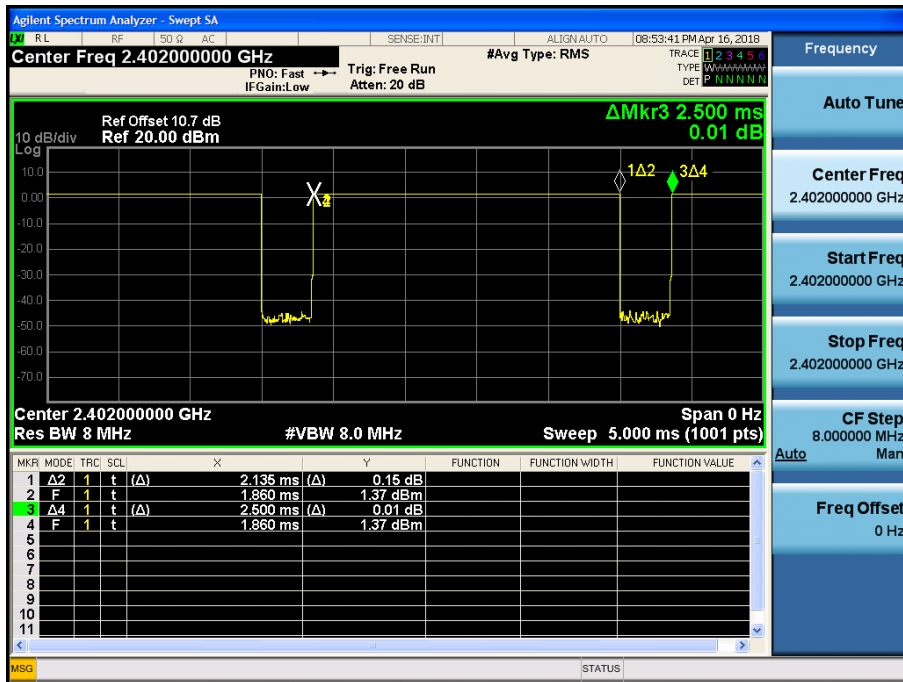 Agilent Spectrum Analyzer - Swept SA
LXI RL RF 50 Ω AC SENSE:INT ALIGN AUTO 08:53:41 PM Apr 16, 2018
Center Freq 2.402000000 GHz
PNO: Fast
IFGain:Low
Trig: Free Run
Atten: 20 dB
#Avg Type: RMS
TRACE 1 2 3 4 5 6
TYPE
DET P N N N N N
Ref Offset 10.7 dB
Ref 20.00 dBm
10 dB/div
Log
ΔMkr3 2.500 ms
0.01 dB
10.0
0.00
-10.0
-20.0
-30.0
-40.0
-50.0
-60.0
-70.0
1Δ2
3Δ4
Center 2.402000000 GHz
Span 0 Hz
Res BW 8 MHz
#VBW 8.0 MHz
Sweep 5.000 ms (1001 pts)
MKR MODE TRC SCL X Y FUNCTION FUNCTION WIDTH FUNCTION VALUE
1 Δ2 1 t (Δ) 2.135 ms (Δ) 0.15 dB
2 F 1 t 1.860 ms 1.37 dBm
3 Δ4 1 t (Δ) 2.500 ms (Δ) 0.01 dB
4 F 1 t 1.860 ms 1.37 dBm
5
6
7
8
9
10
11
MSG
STATUS
Frequency
Auto Tune
Center Freq
2.402000000 GHz
Start Freq
2.402000000 GHz
Stop Freq
2.402000000 GHz
CF Step
8.000000 MHz
Auto Man
Freq Offset
0 Hz